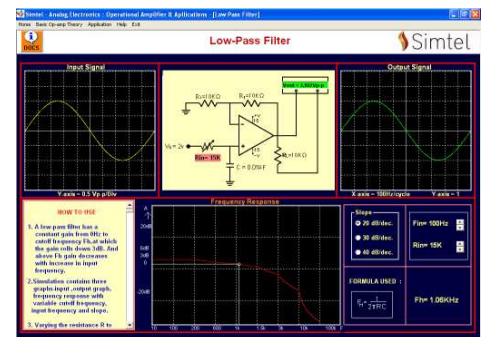 Simtel - Analog Electronics : Operational Amplifier & Apllications - [Low Pass Filter]
Home Basic Op-amp Theory Application Help Exit
DOCS
Low-Pass Filter
Simtel
Input Signal
Output Signal
Y axis = 0.5 Vp p/Div
X axis = 100Hz/cycle
Y axis = 1
Rin= 15K
HOW TO USE
1. A low pass filter has a
constant gain from 0Hz to
cutoff frequency Fh,at which
the gain rolls down 3dB. And
above Fh gain decreases
with increase in input
frequency.
2.Simulation contains three
graphs-input ,output graph,
frequency response with
variable cutoff frequency,
input frequency and slope.
3. Varying the resistance R to
Frequency Response
Slope
20 dB/dec.
30 dB/dec.
40 dB/dec.
Fin= 100Hz
Rin= 15K
FORMULA USED :
Fh= 1.06KHz